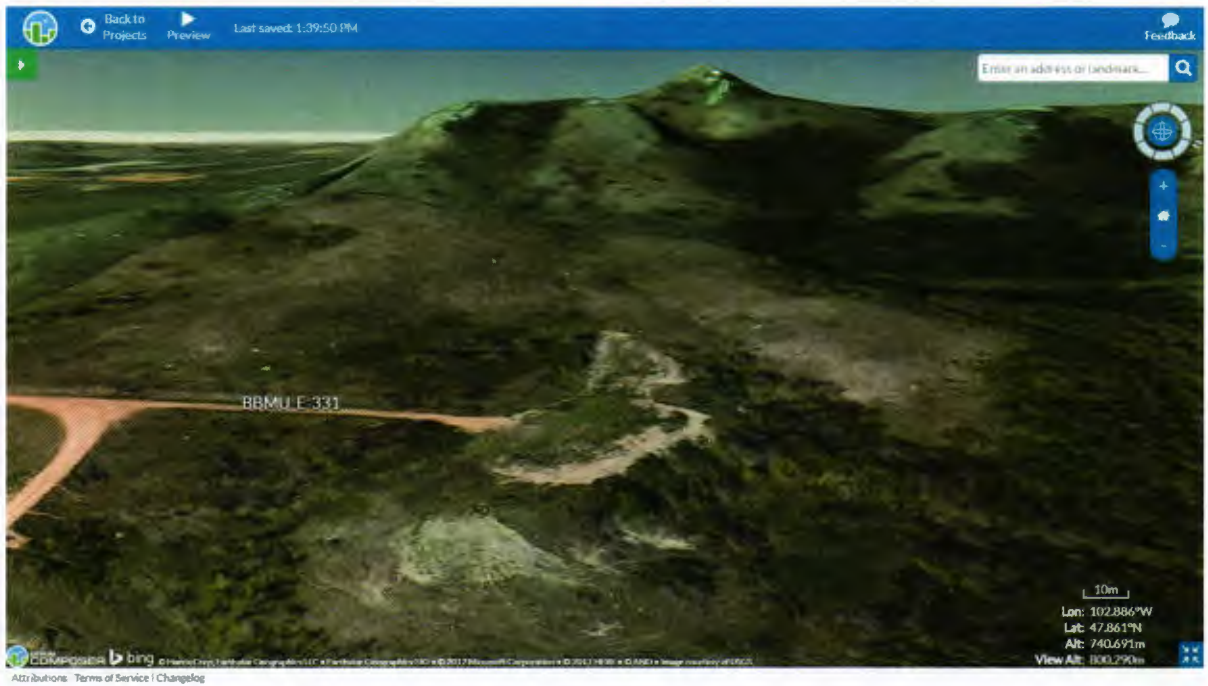 Back to
Projects
Preview
Last saved: 1:39:50 PM
Feedback
Enter an address or landmark...
BBMU E-331
10m
Lon: 102.886°W
Lat: 47.861°N
Alt: 740.691m
View Alt: 800.290m
COMPOSER bing
Attributions Terms of Service | Changelog